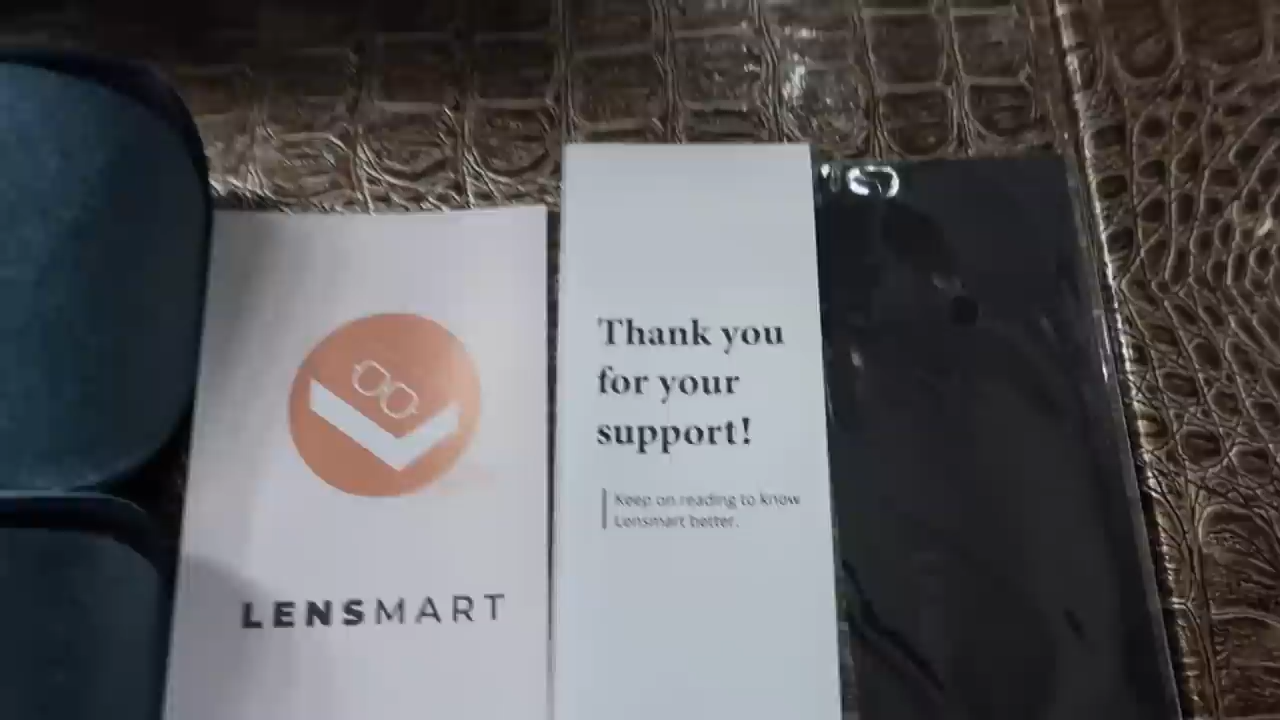 LENSMART
Thank you
for your
support!
Keep on reading to know
Lensmart better.